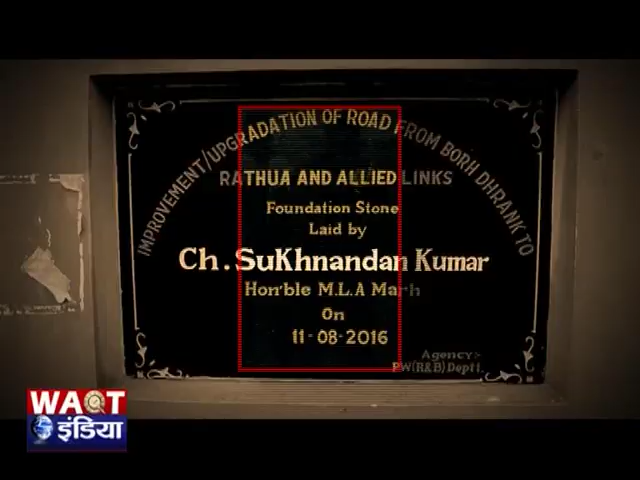 IMPROVEMENT/UPGRADATION OF ROAD FROM BORH DHRANK TO
RATHUA AND ALLIED LINKS
Foundation Stone
Laid by
Ch. SuKhnandan Kumar
Hon'ble M.L.A Marh
On
11-08-2016
Agency:-
P.W(R&B) Deptt.
WAQT
इंडिया